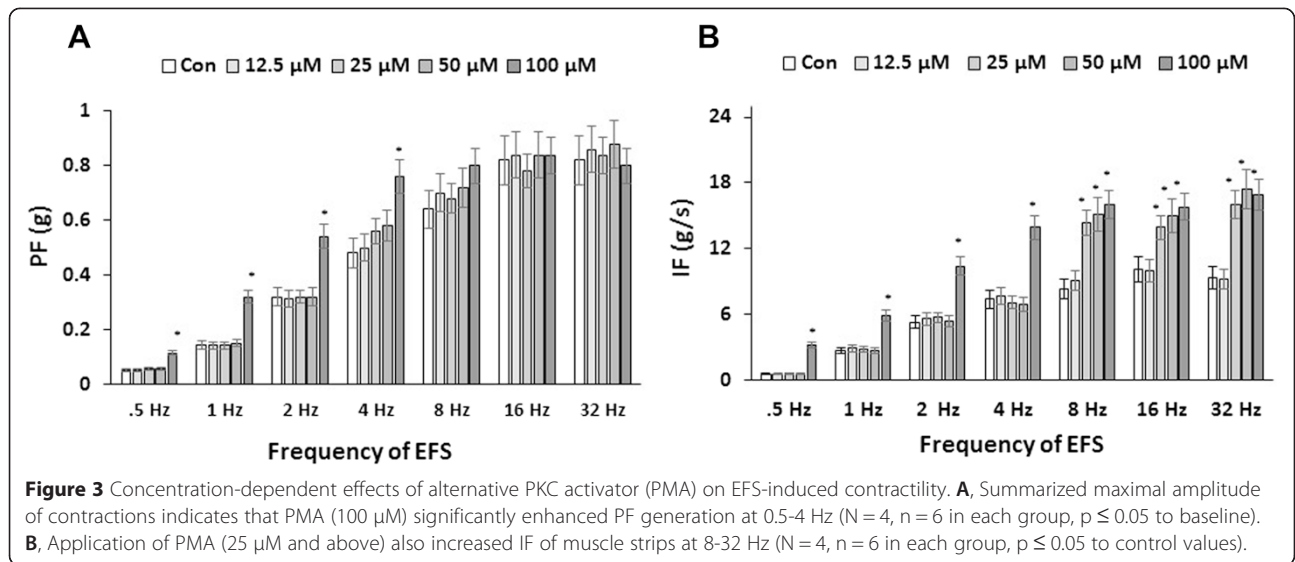 A
Con 12.5 µM 25 µM 50 µM 100 µM
PF (g)
1
0.8
0.6
0.4
0.2
0
* * * *
.5 Hz 1 Hz 2 Hz 4 Hz 8 Hz 16 Hz 32 Hz
Frequency of EFS
B
Con 12.5 µM 25 µM 50 µM 100 µM
IF (g/s)
24
18
12
6
0
* * * * * * * * * * * * *
.5 Hz 1 Hz 2 Hz 4 Hz 8 Hz 16 Hz 32 Hz
Frequency of EFS
Figure 3 Concentration-dependent effects of alternative PKC activator (PMA) on EFS-induced contractility. A, Summarized maximal amplitude
of contractions indicates that PMA (100 µM) significantly enhanced PF generation at 0.5-4 Hz (N = 4, n = 6 in each group, p ≤ 0.05 to baseline).
B, Application of PMA (25 µM and above) also increased IF of muscle strips at 8-32 Hz (N = 4, n = 6 in each group, p ≤ 0.05 to control values).